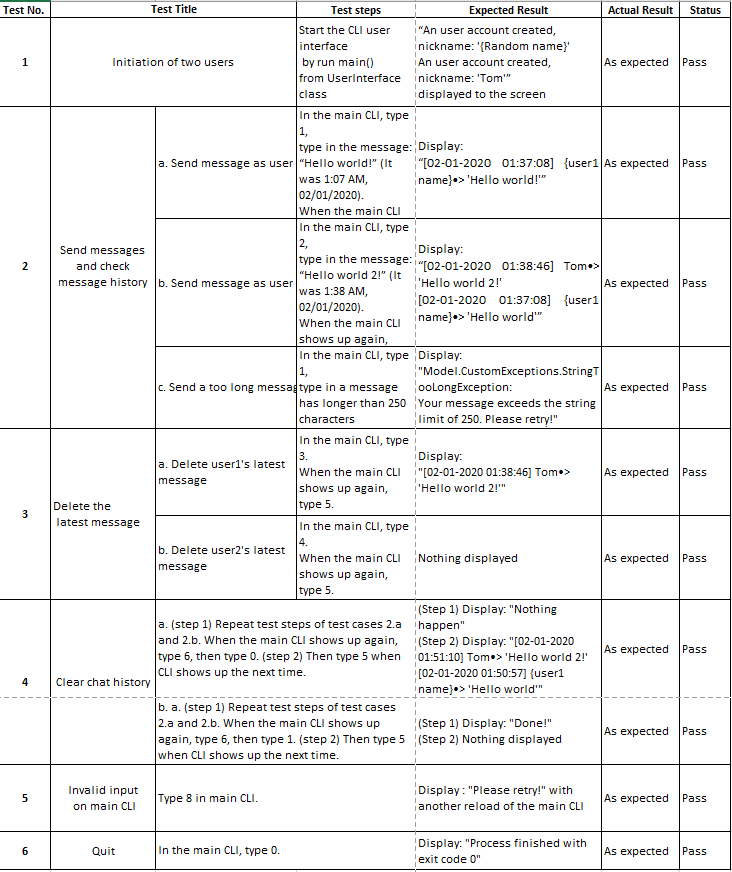 Test No. Test Title Test steps Expected Result Actual Result Status
1
Initiation of two users
Start the CLI user
interface
by run main()
from UserInterface
class
“An user account created,
nickname: '{Random name}'
An user account created,
nickname: 'Tom'”
displayed to the screen
As expected
Pass
2
Send messages
and check
message history
a. Send message as user
In the main CLI, type
1,
type in the message:
“Hello world!” (It
was 1:07 AM,
02/01/2020).
When the main CLI
Display:
“[02-01-2020 01:37:08] {user1
name}•> 'Hello world!'”
As expected
Pass
b. Send message as user
In the main CLI, type
2,
type in the message:
“Hello world 2!” (It
was 1:38 AM,
02/01/2020).
When the main CLI
shows up again,
Display:
“[02-01-2020 01:38:46] Tom•>
'Hello world 2!'
[02-01-2020 01:37:08] {user1
name}•> 'Hello world'”
As expected
Pass
c. Send a too long messag
In the main CLI, type
1,
type in a message
has longer than 250
characters
Display:
"Model.CustomExceptions.StringT
ooLongException:
Your message exceeds the string
limit of 250. Please retry!"
As expected
Pass
3
Delete the
latest message
a. Delete user1's latest
message
In the main CLI, type
3.
When the main CLI
shows up again,
type 5.
Display:
"[02-01-2020 01:38:46] Tom•>
'Hello world 2!'"
As expected
Pass
b. Delete user2's latest
message
In the main CLI, type
4.
When the main CLI
shows up again,
type 5.
Nothing displayed
As expected
Pass
4
Clear chat history
a. (step 1) Repeat test steps of test cases 2.a
and 2.b. When the main CLI shows up again,
type 6, then type 0. (step 2) Then type 5 when
CLI shows up the next time.
(Step 1) Display: "Nothing
happen"
(Step 2) Display: "[02-01-2020
01:51:10] Tom•> 'Hello world 2!'
[02-01-2020 01:50:57] {user1
name}•> 'Hello world'"
As expected
Pass
b. a. (step 1) Repeat test steps of test cases
2.a and 2.b. When the main CLI shows up
again, type 6, then type 1. (step 2) Then type 5
when CLI shows up the next time.
(Step 1) Display: "Done!"
(Step 2) Nothing displayed
As expected
Pass
5
Invalid input
on main CLI
Type 8 in main CLI.
Display : "Please retry!" with
another reload of the main CLI
As expected
Pass
6
Quit
In the main CLI, type 0.
Display: "Process finished with
exit code 0"
As expected
Pass